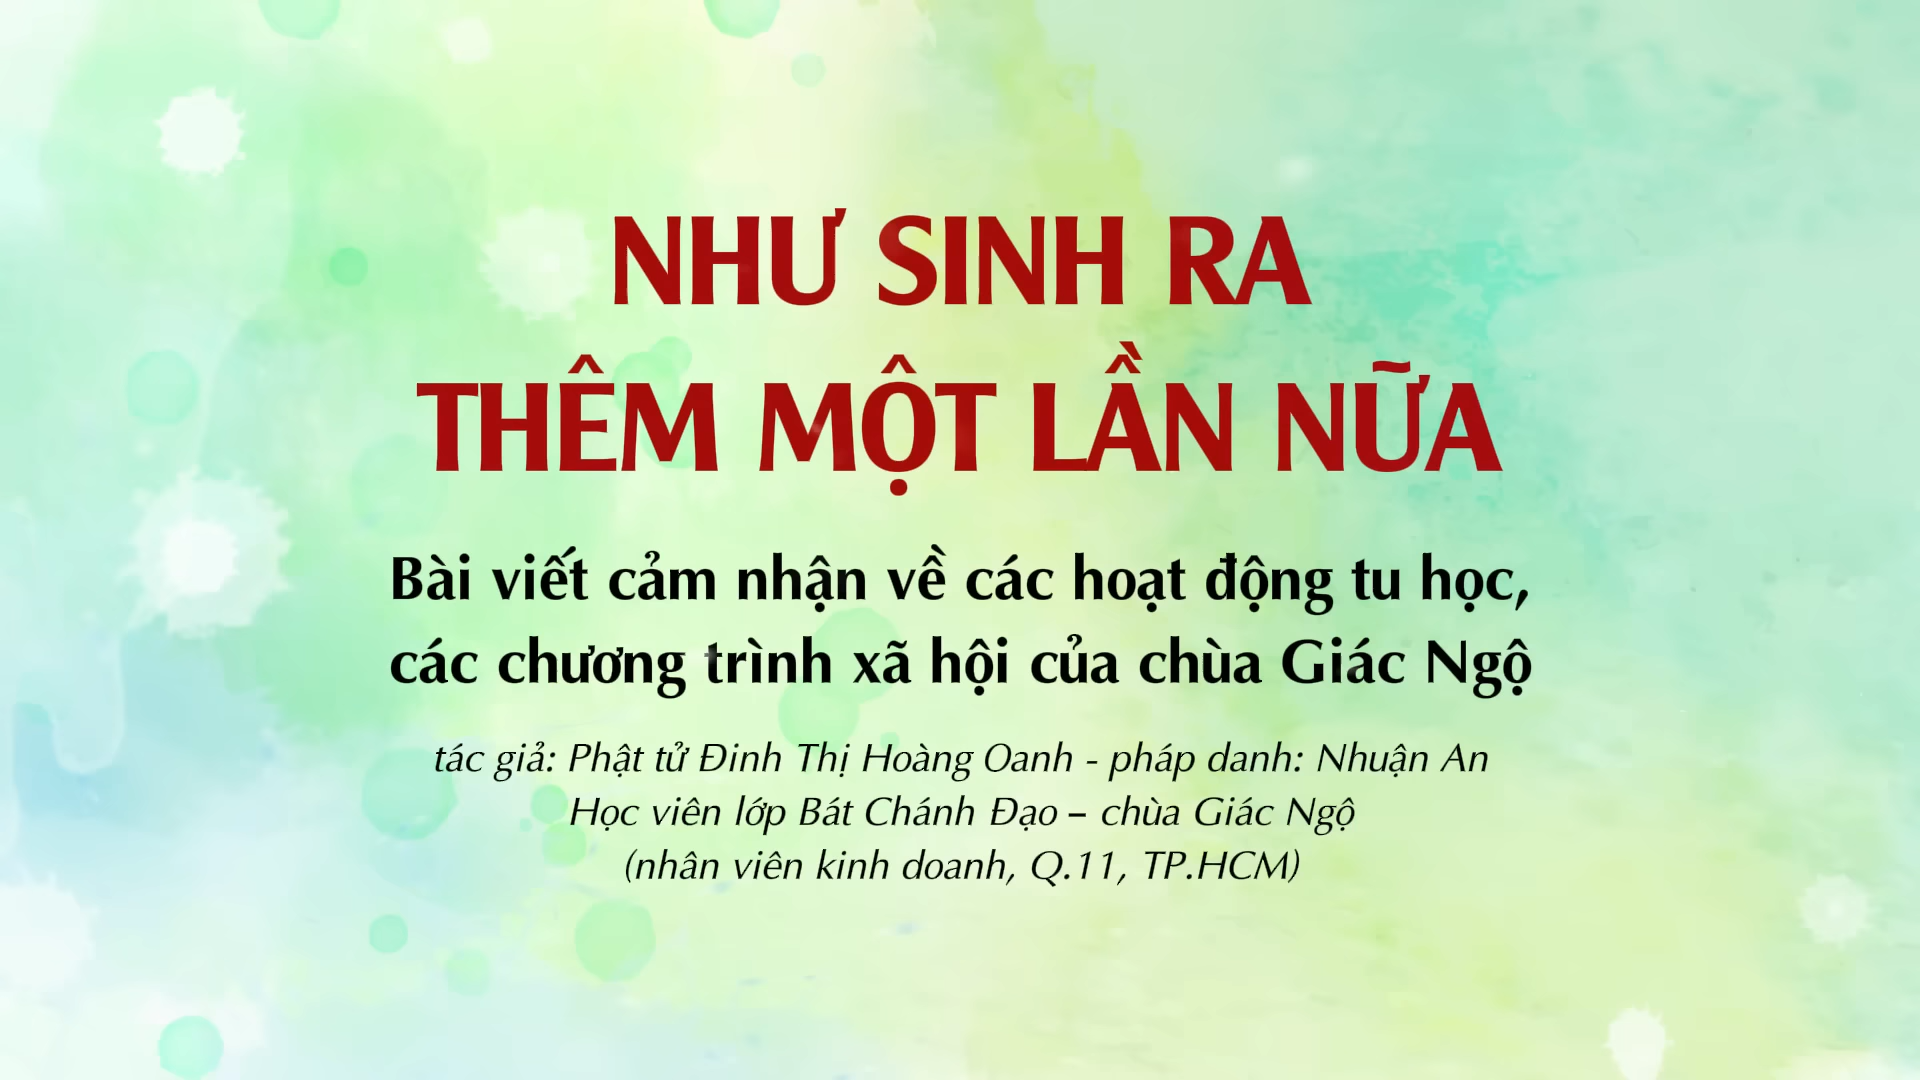 NHƯ SINH RA
THÊM MỘT LẦN NỮA
Bài viết cảm nhận về các hoạt động tu học,
các chương trình xã hội của chùa Giác Ngộ
tác giả: Phật tử Đinh Thị Hoàng Oanh - pháp danh: Nhuận An
Học viên lớp Bát Chánh Đạo – chùa Giác Ngộ
(nhân viên kinh doanh, Q.11, TP.HCM)